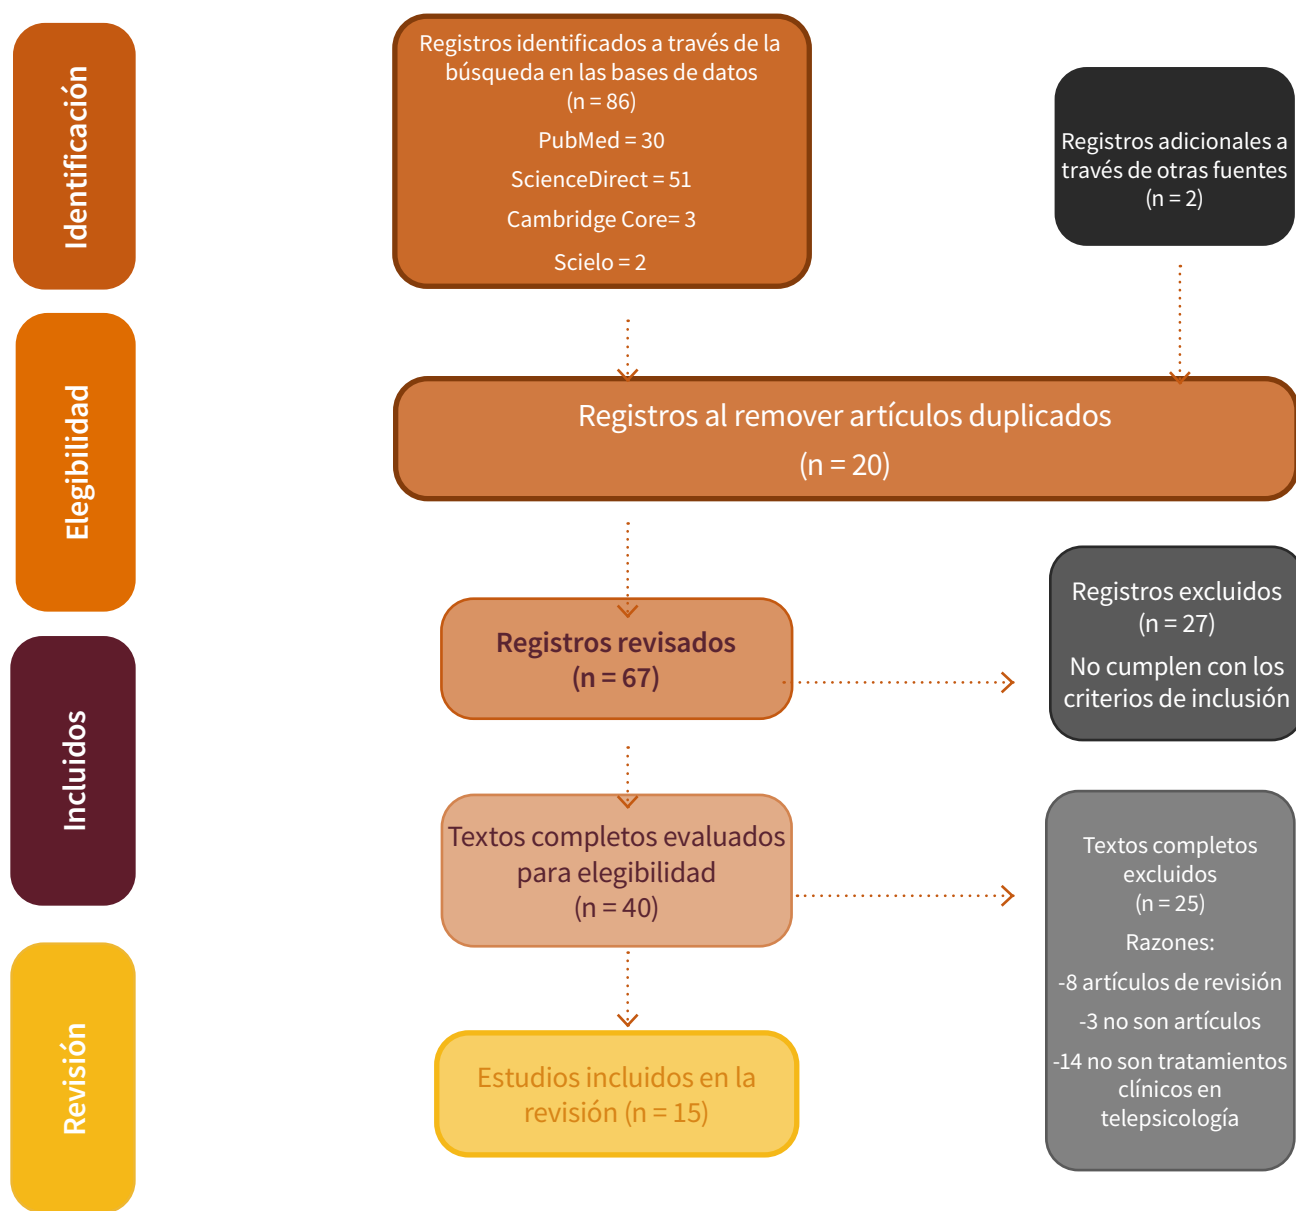 Identificación
Registros identificados a través de la
búsqueda en las bases de datos
(n = 86)
PubMed = 30
ScienceDirect = 51
Cambridge Core= 3
Scielo = 2
Registros adicionales a
través de otras fuentes
(n = 2)
Elegibilidad
Registros al remover artículos duplicados
(n = 20)
Registros revisados
(n = 67)
Registros excluidos
(n = 27)
No cumplen con los
criterios de inclusión
Incluidos
Textos completos evaluados
para elegibilidad
(n = 40)
Textos completos
excluidos
(n = 25)
Razones:
-8 artículos de revisión
-3 no son artículos
-14 no son tratamientos
clínicos en
telepsicología
Revisión
Estudios incluidos en la
revisión (n = 15)